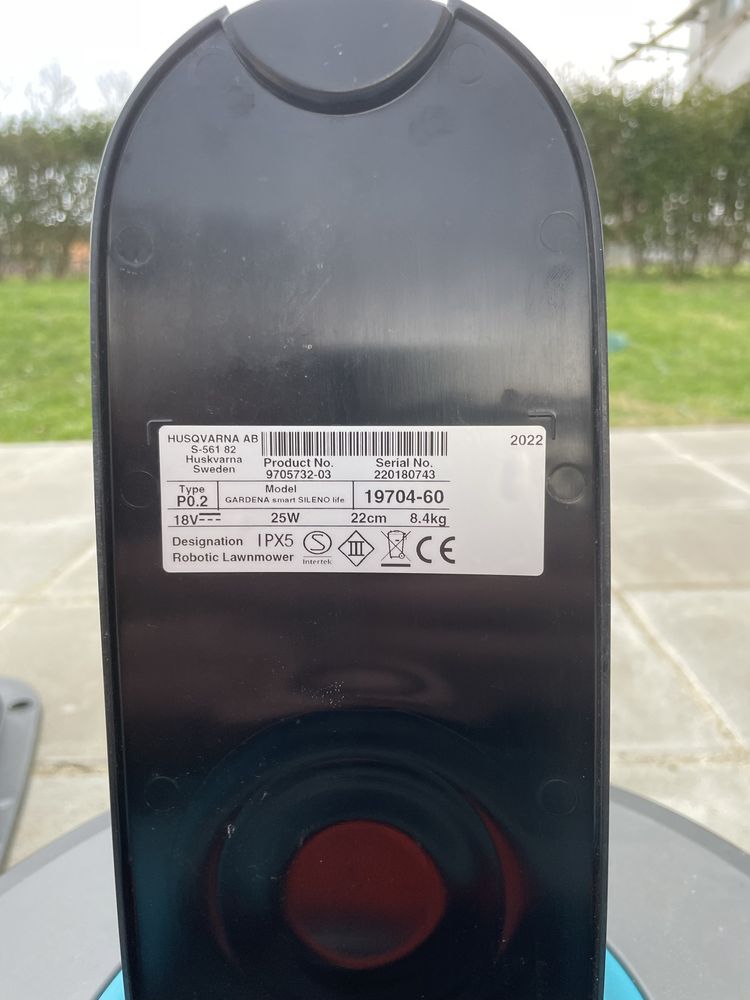 HUSQVARNA AB
S-561 82
Huskvarna
Sweden
2022
Product No. Serial No.
9705732-03 220180743
Type
P0.2
Model
GARDENA smart SILENO life
19704-60
18V 25W 22cm 8.4kg
Designation IPX5
Robotic Lawnmower
S
Intertek
III
CE